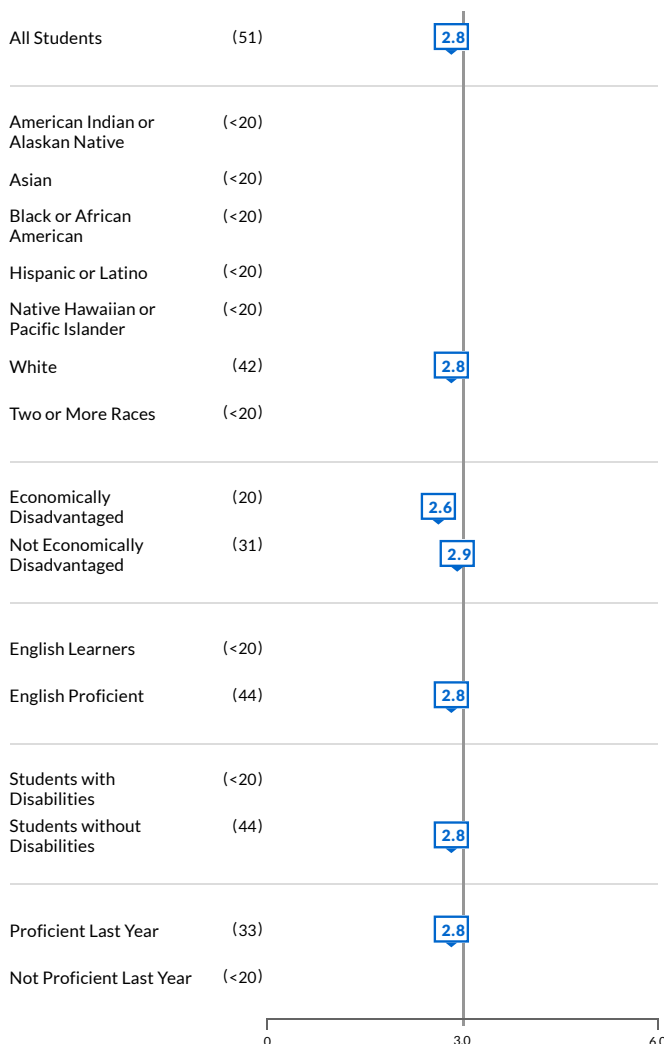 All Students (51) 2.8
American Indian or (<20)
Alaskan Native
Asian (<20)
Black or African (<20)
American
Hispanic or Latino (<20)
Native Hawaiian or (<20)
Pacific Islander
White (42) 2.8
Two or More Races (<20)
Economically (20) 2.6
Disadvantaged
Not Economically (31) 2.9
Disadvantaged
English Learners (<20)
English Proficient (44) 2.8
Students with (<20)
Disabilities
Students without (44) 2.8
Disabilities
Proficient Last Year (33) 2.8
Not Proficient Last Year (<20)
0 3.0 6.0